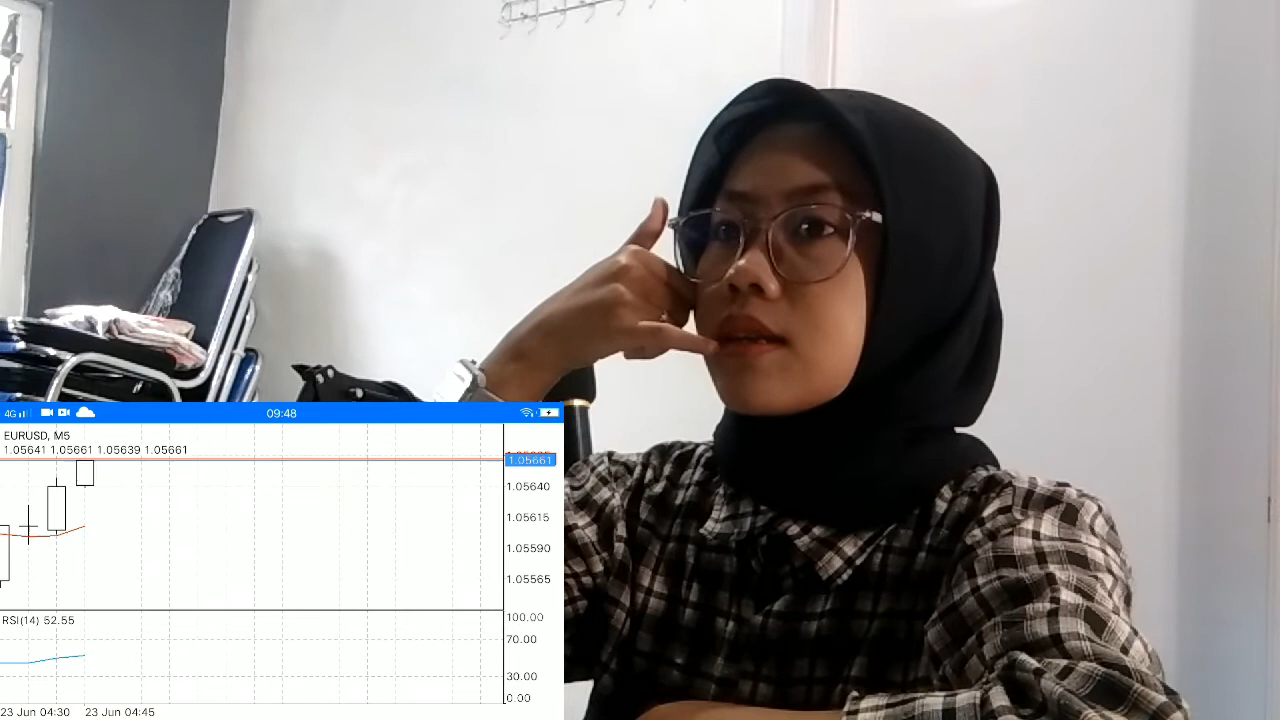 4G 09:48
EURUSD, M5
1.05641 1.05661 1.05639 1.05661
1.05661
1.05640
1.05615
1.05590
1.05565
RSI(14) 52.55
100.00
70.00
30.00
0.00
23 Jun 04:30 23 Jun 04:45